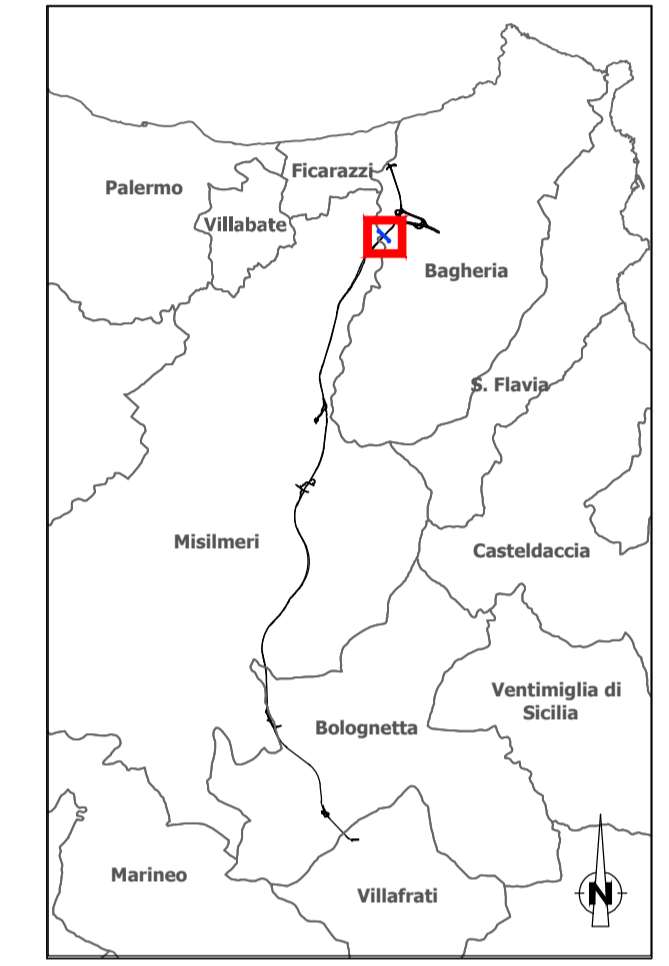 Ficarazzi
Palermo
Villabate
Bagheria
S. Flavia
Misilmeri
Casteldaccia
Ventimiglia di
Sicilia
Bolognetta
Marineo
Villafrati
N